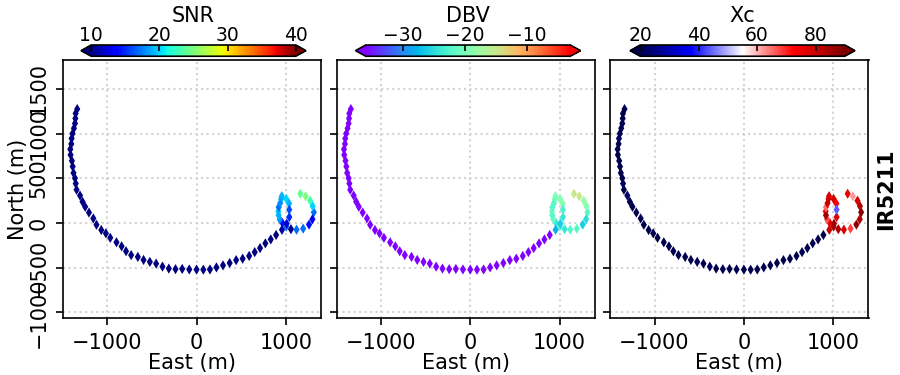 SNR DBV Xc
10 20 30 40 −30 −20 −10 20 40 60 80
1500
1000
500
0
−500
−1000
North (m)
IR5211
−1000 0 1000 −1000 0 1000 −1000 0 1000
East (m) East (m) East (m)